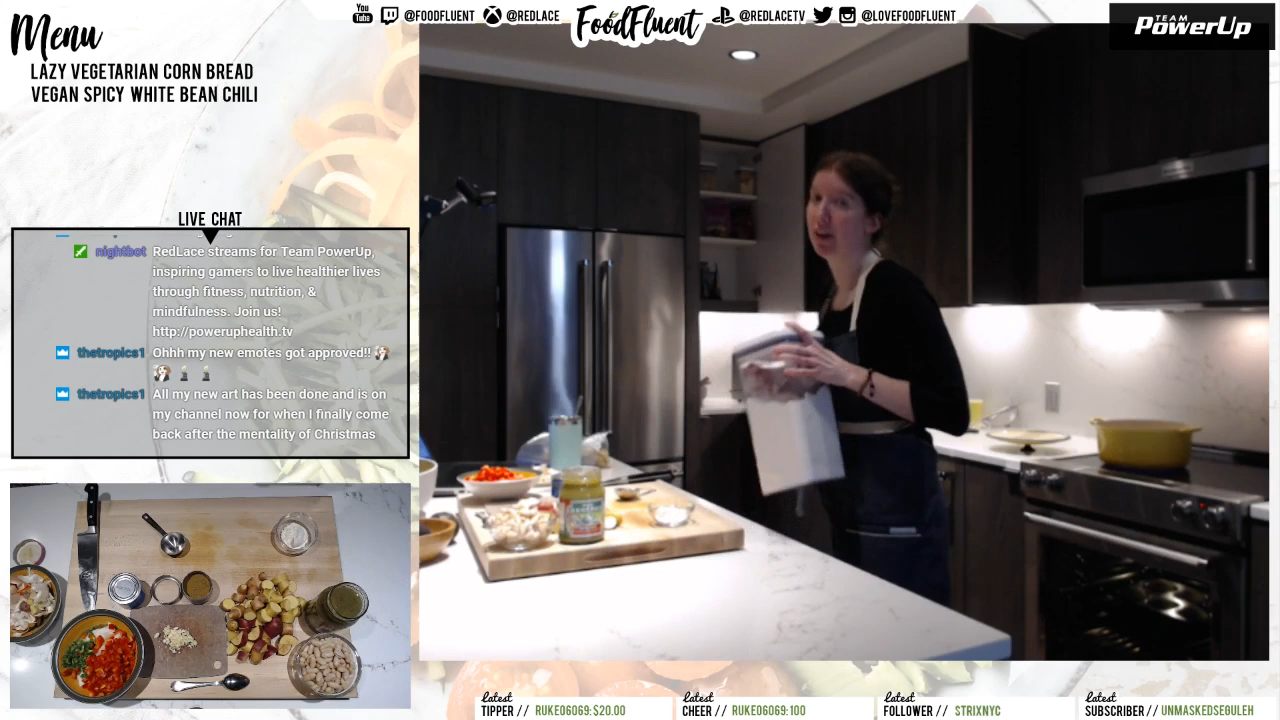 You
Tube
@FOODFLUENT
@REDLACE
FoodFluent
@REDLACETV
@LOVEFOODFLUENT
TEAM
POWERUP
Menu
LAZY VEGETARIAN CORN BREAD
VEGAN SPICY WHITE BEAN CHILI
LIVE CHAT
nightbot RedLace streams for Team PowerUp,
inspiring gamers to live healthier lives
through fitness, nutrition, &
mindfulness. Join us!
http://poweruphealth.tv
thetropics1 Ohhh my new emotes got approved!!
thetropics1 All my new art has been done and is on
my channel now for when I finally come
back after the mentality of Christmas
latest
TIPPER // RUKE06069: $20.00
latest
CHEER // RUKE06069: 100
latest
FOLLOWER // STRIXNYC
latest
SUBSCRIBER // UNMASKEDSEGULEH